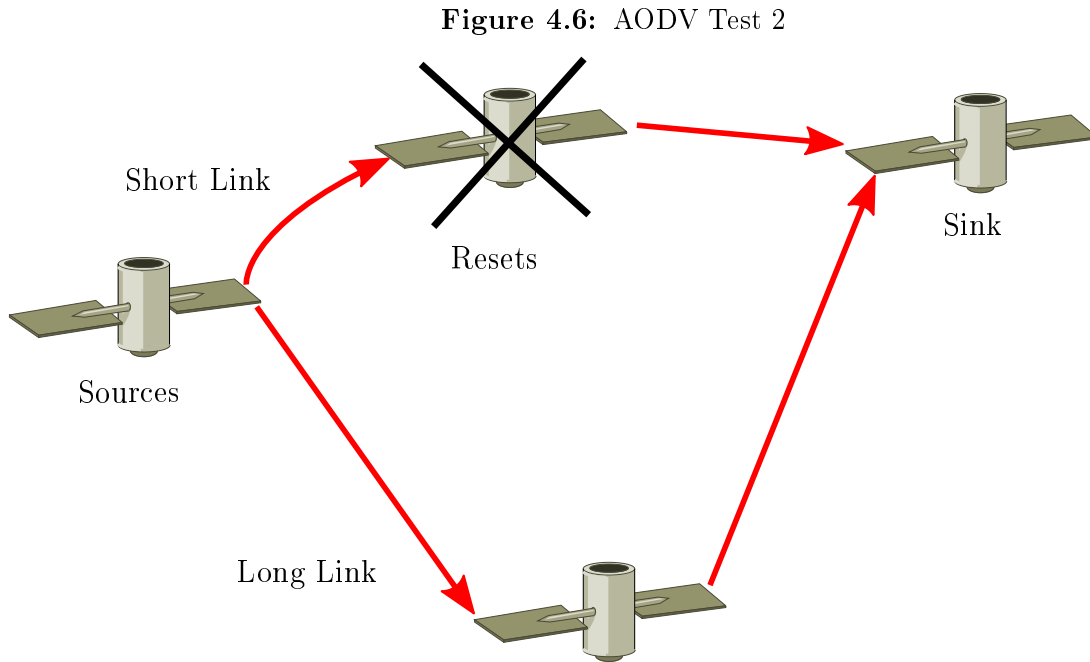 Figure 4.6: AODV Test 2
Short Link
Resets
Sink
Sources
Long Link